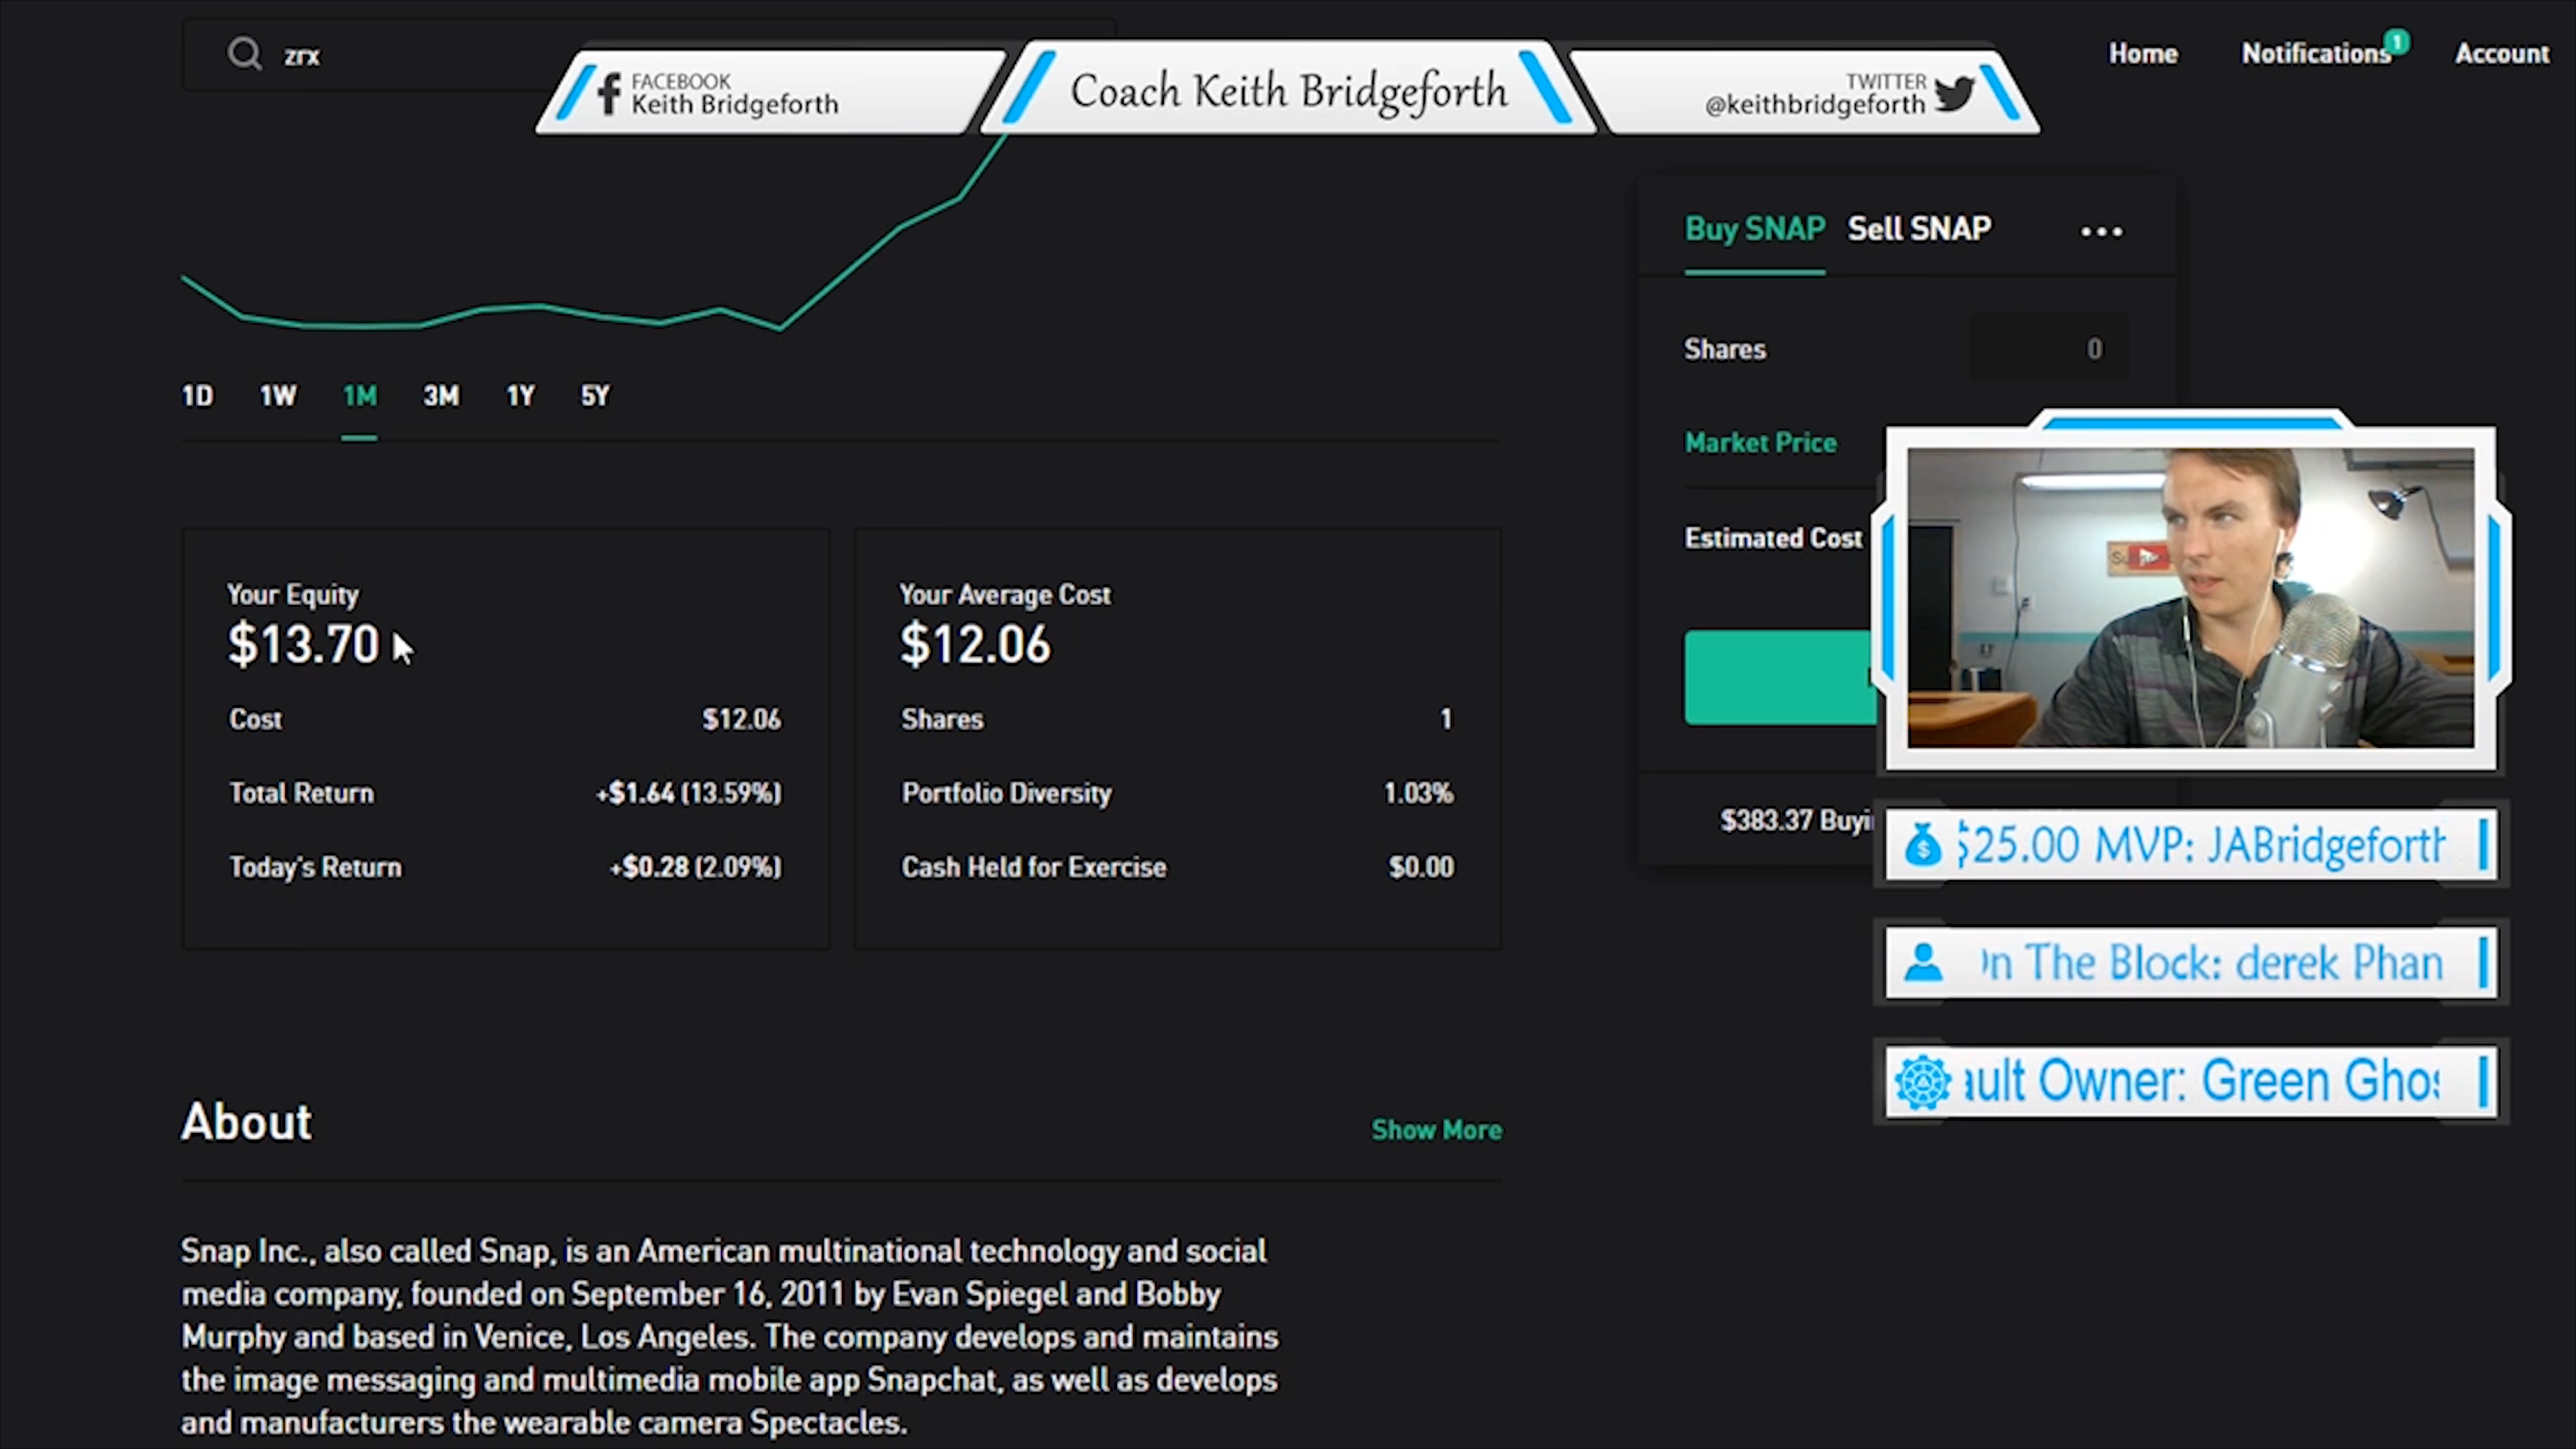 zrx
FACEBOOK
Keith Bridgeforth
Coach Keith Bridgeforth
TWITTER
@keithbridgeforth
Home
Notifications
1
Account
Buy SNAP
Sell SNAP
Shares
0
1D 1W 1M 3M 1Y 5Y
Market Price
Estimated Cost
Your Equity
$13.70
Cost $12.06
Total Return +$1.64 (13.59%)
Today's Return +$0.28 (2.09%)
Your Average Cost
$12.06
Shares 1
Portfolio Diversity 1.03%
Cash Held for Exercise $0.00
$383.37
$25.00 MVP: JABridgeforth
The Block: derek Phan
Owner: Green
About
Show More
Snap Inc., also called Snap, is an American multinational technology and social
media company, founded on September 16, 2011 by Evan Spiegel and Bobby
Murphy and based in Venice, Los Angeles. The company develops and maintains
the image messaging and multimedia mobile app Snapchat, as well as develops
and manufacturers the wearable camera Spectacles.